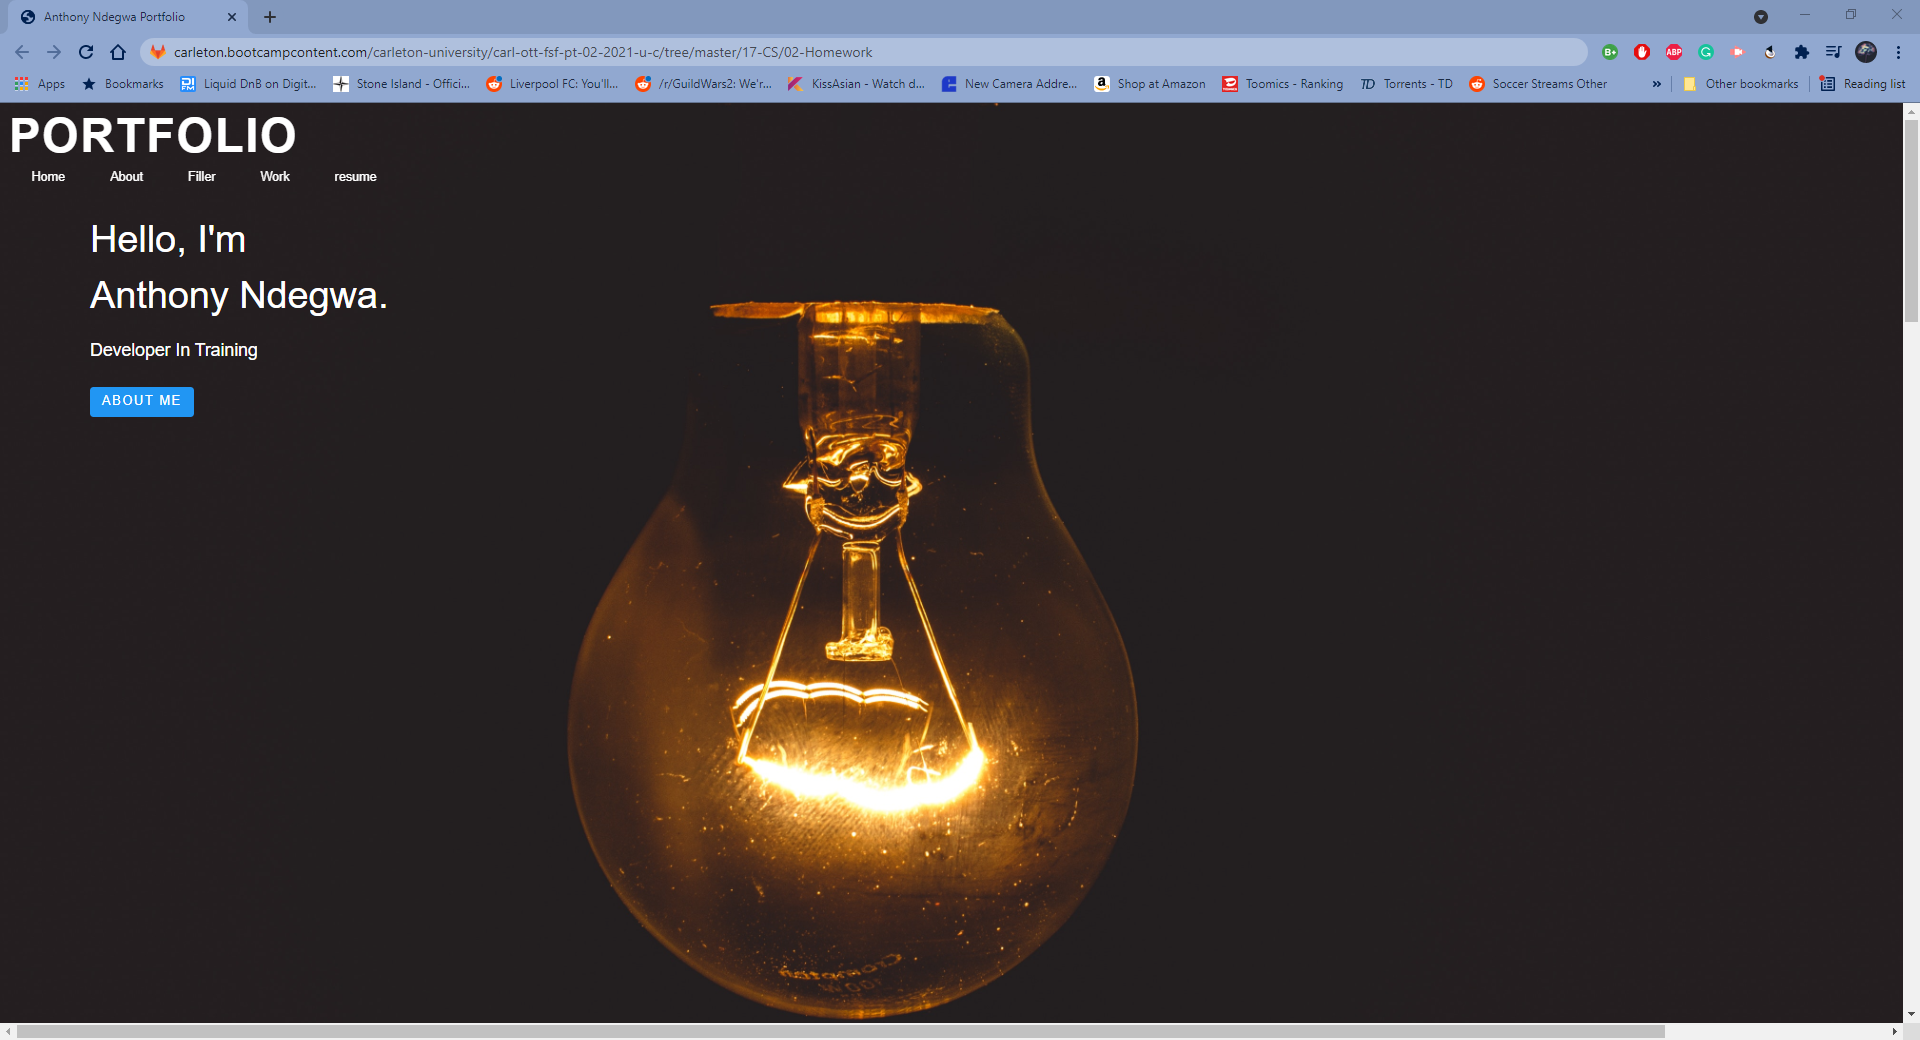 Anthony Ndegwa Portfolio
carleton.bootcampcontent.com/carleton-university/carl-ott-fsf-pt-02-2021-u-c/tree/master/17-CS/02-Homework
B+
ABP
Apps
Bookmarks
Liquid DnB on Digit...
Stone Island - Offici...
Liverpool FC: You'll...
/r/GuildWars2: We'r...
KissAsian - Watch d...
New Camera Addre...
Shop at Amazon
Toomics - Ranking
TD Torrents - TD
Soccer Streams Other
»
Other bookmarks
Reading list
PORTFOLIO
Home About Filler Work resume
Hello, I'm
Anthony Ndegwa.
Developer In Training
ABOUT ME